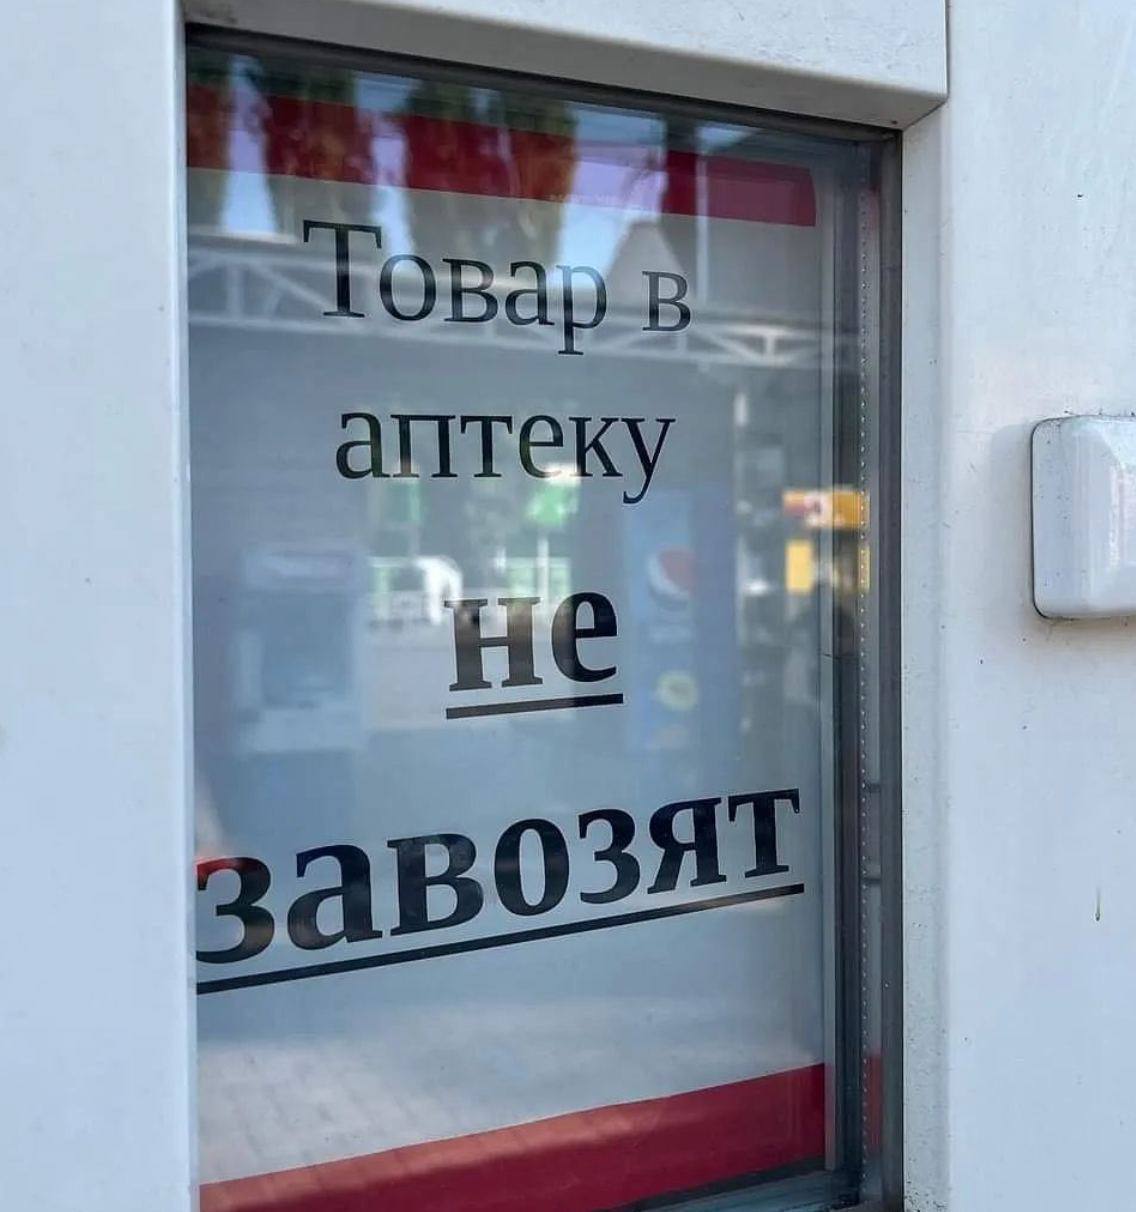 Товар в
аптеку
не
завозят